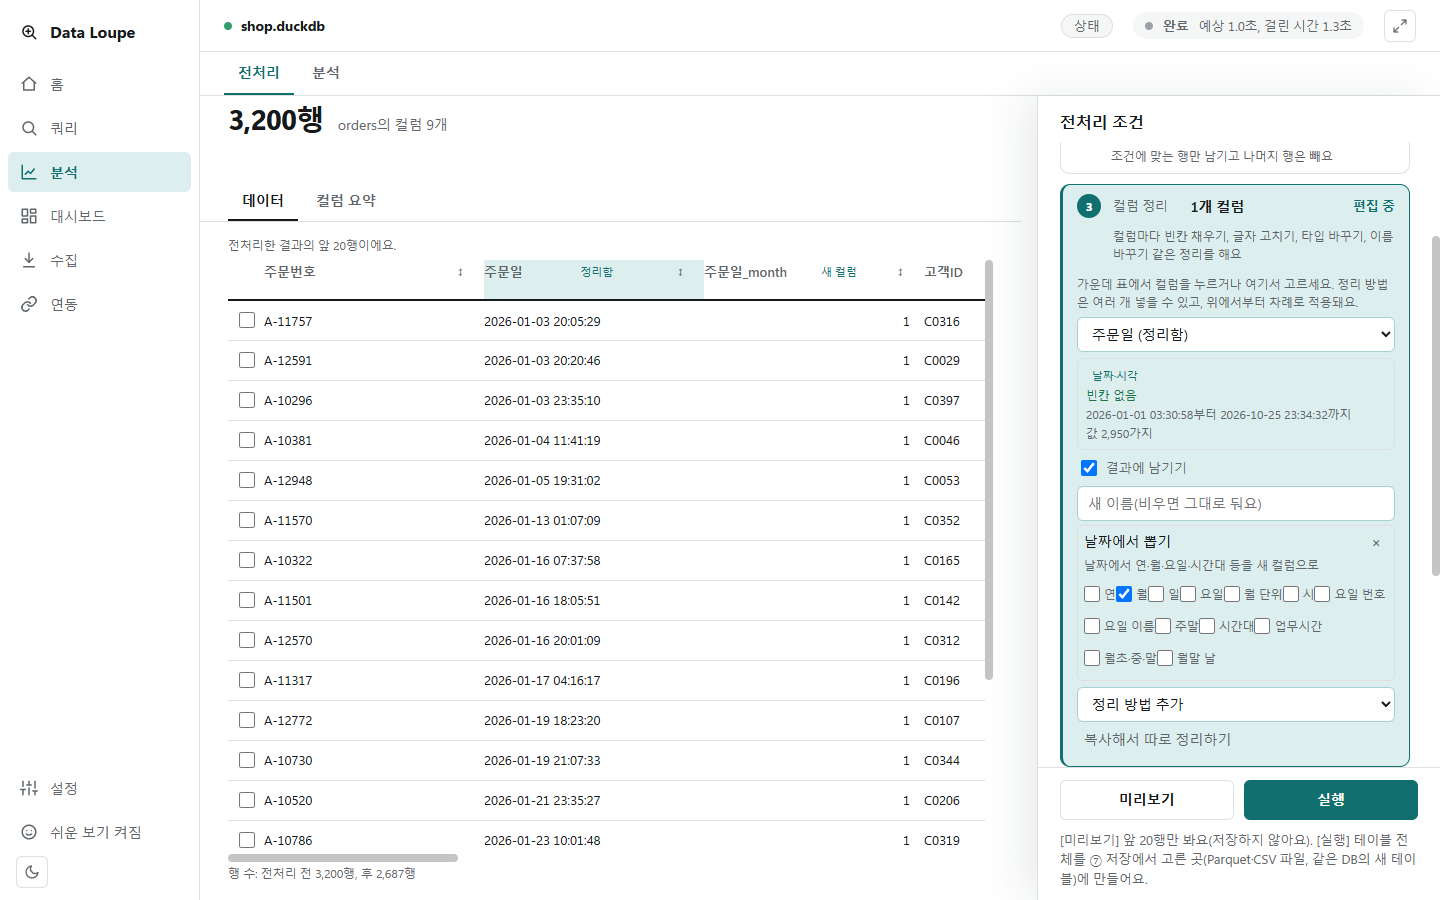 Data Loupe
홈
쿼리
분석
대시보드
수집
연동
설정
쉬운 보기 켜짐
shop.duckdb
상태
완료 예상 1.0초, 걸린 시간 1.3초
전처리 분석
3,200행 orders의 컬럼 9개
데이터 컬럼 요약
전처리한 결과의 앞 20행이에요.
주문번호 ↕ 주문일 정리함 ↕ 주문일_month 새 컬럼 ↕ 고객ID
A-11757 2026-01-03 20:05:29 1 C0316
A-12591 2026-01-03 20:20:46 1 C0029
A-10296 2026-01-03 23:35:10 1 C0397
A-10381 2026-01-04 11:41:19 1 C0046
A-12948 2026-01-05 19:31:02 1 C0053
A-11570 2026-01-13 01:07:09 1 C0352
A-10322 2026-01-16 07:37:58 1 C0165
A-11501 2026-01-16 18:05:51 1 C0142
A-12570 2026-01-16 20:01:09 1 C0312
A-11317 2026-01-17 04:16:17 1 C0196
A-12772 2026-01-19 18:23:20 1 C0107
A-10730 2026-01-19 21:07:33 1 C0344
A-10520 2026-01-21 23:35:27 1 C0206
A-10786 2026-01-23 10:01:48 1 C0319
행 수: 전처리 전 3,200행, 후 2,687행
전처리 조건
조건에 맞는 행만 남기고 나머지 행은 빼요
3 컬럼 정리 1개 컬럼 편집 중
컬럼마다 빈칸 채우기, 글자 고치기, 타입 바꾸기, 이름
바꾸기 같은 정리를 해요
가운데 표에서 컬럼을 누르거나 여기서 고르세요. 정리 방법
은 여러 개 넣을 수 있고, 위에서부터 차례로 적용돼요.
주문일 (정리함)
날짜·시각
빈칸 없음
2026-01-01 03:30:58부터 2026-10-25 23:34:32까지
값 2,950가지
결과에 남기기
새 이름(비우면 그대로 둬요)
날짜에서 뽑기 ×
날짜에서 연·월·요일·시간대 등을 새 컬럼으로
연 월 일 요일 월 단위 시 요일 번호
요일 이름 주말 시간대 업무시간
월초·중·말 월말 날
정리 방법 추가
복사해서 따로 정리하기
미리보기 실행
[미리보기] 앞 20행만 봐요(저장하지 않아요). [실행] 테이블 전
체를 ⑦ 저장에서 고른 곳(Parquet·CSV 파일, 같은 DB의 새 테이
블)에 만들어요.